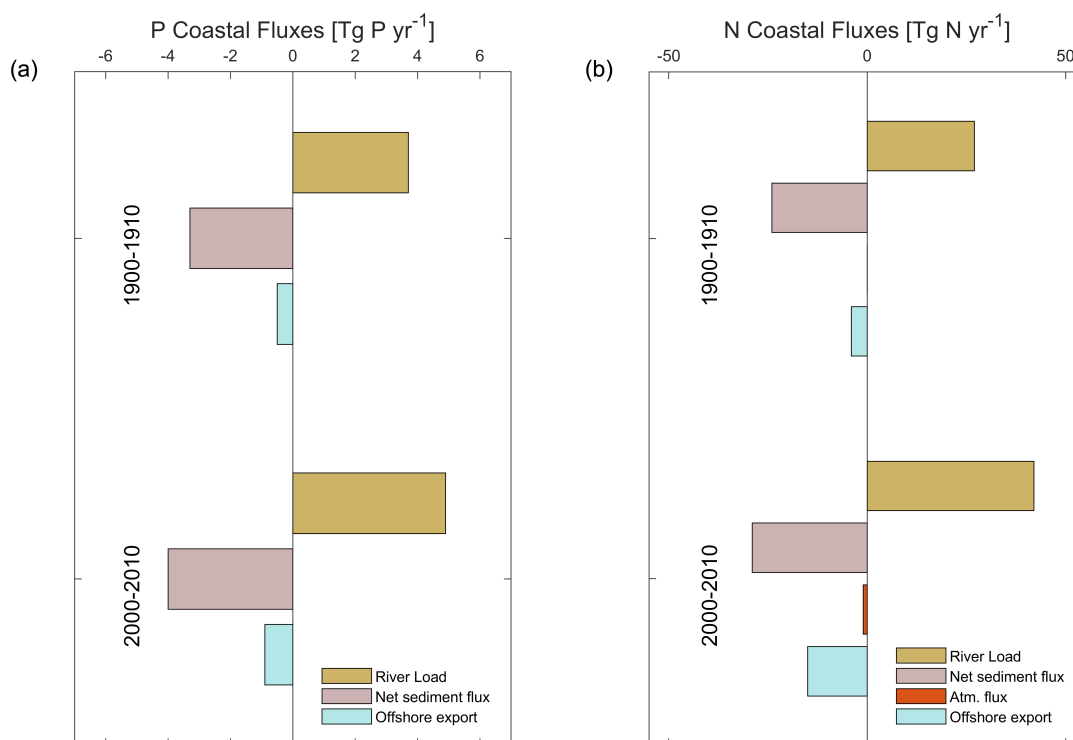 P Coastal Fluxes [Tg P yr-1]
-6 -4 -2 0 2 4 6
(a)
1900-1910
2000-2010
River Load
Net sediment flux
Offshore export
N Coastal Fluxes [Tg N yr-1]
-50 0 50
(b)
1900-1910
2000-2010
River Load
Net sediment flux
Atm. flux
Offshore export